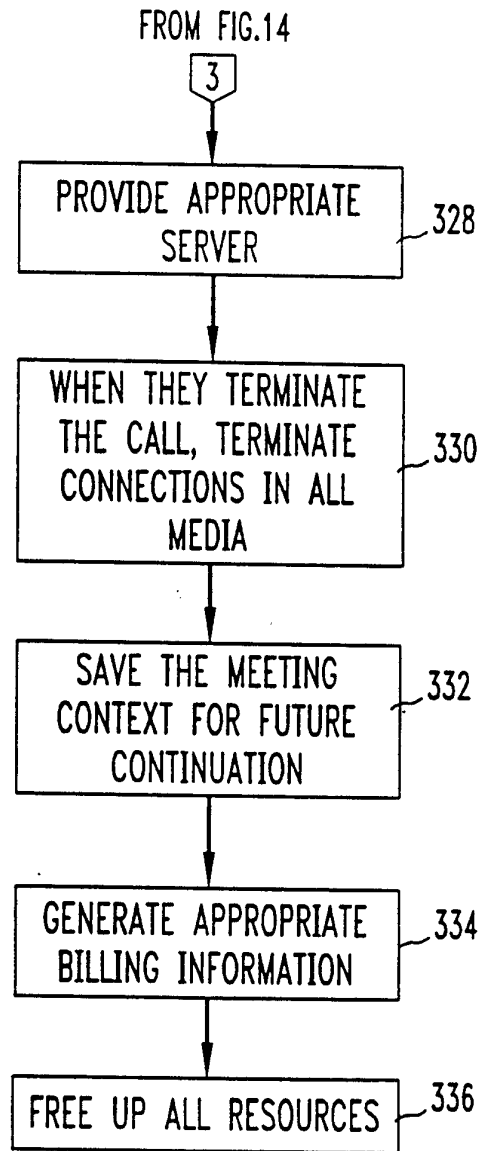 FROM FIG.14
3
PROVIDE APPROPRIATE
SERVER
328
WHEN THEY TERMINATE
THE CALL, TERMINATE
CONNECTIONS IN ALL
MEDIA
330
SAVE THE MEETING
CONTEXT FOR FUTURE
CONTINUATION
332
GENERATE APPROPRIATE
BILLING INFORMATION
334
FREE UP ALL RESOURCES
336